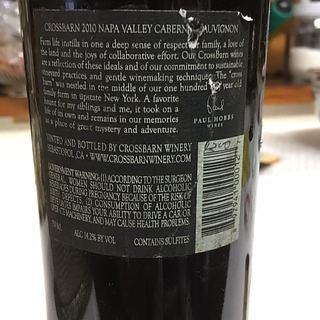 CROSSBARN 2010 NAPA VALLEY CABERNET SAUVIGNON
Farm life instills in one a deep sense of respect for family, a love of
the land and the joys of collaborative effort. Our CrossBarn wines are
a reflection of these ideals and of our commitment to sustainable,
vineyard practices and gentle winemaking techniques. The "cross
barn" was nestled in the middle of our one hundred year old
family farm in upstate New York. A favorite
haunt for my siblings and me, it took on a
life of its own and remains in our memories
as a place of great mystery and adventure.
PAUL HOBBS
WINES
VINTED AND BOTTLED BY CROSSBARN WINERY
SEBASTOPOL, CA • WWW.CROSSBARNWINERY.COM
GOVERNMENT WARNING: (1) ACCORDING TO THE SURGEON
GENERAL, WOMEN SHOULD NOT DRINK ALCOHOLIC
BEVERAGES DURING PREGNANCY BECAUSE OF THE RISK OF
BIRTH DEFECTS. (2) CONSUMPTION OF ALCOHOLIC
BEVERAGES IMPAIRS YOUR ABILITY TO DRIVE A CAR OR
OPERATE MACHINERY, AND MAY CAUSE HEALTH PROBLEMS.
750 ML ALC 14.2% BY VOL CONTAINS SULFITES